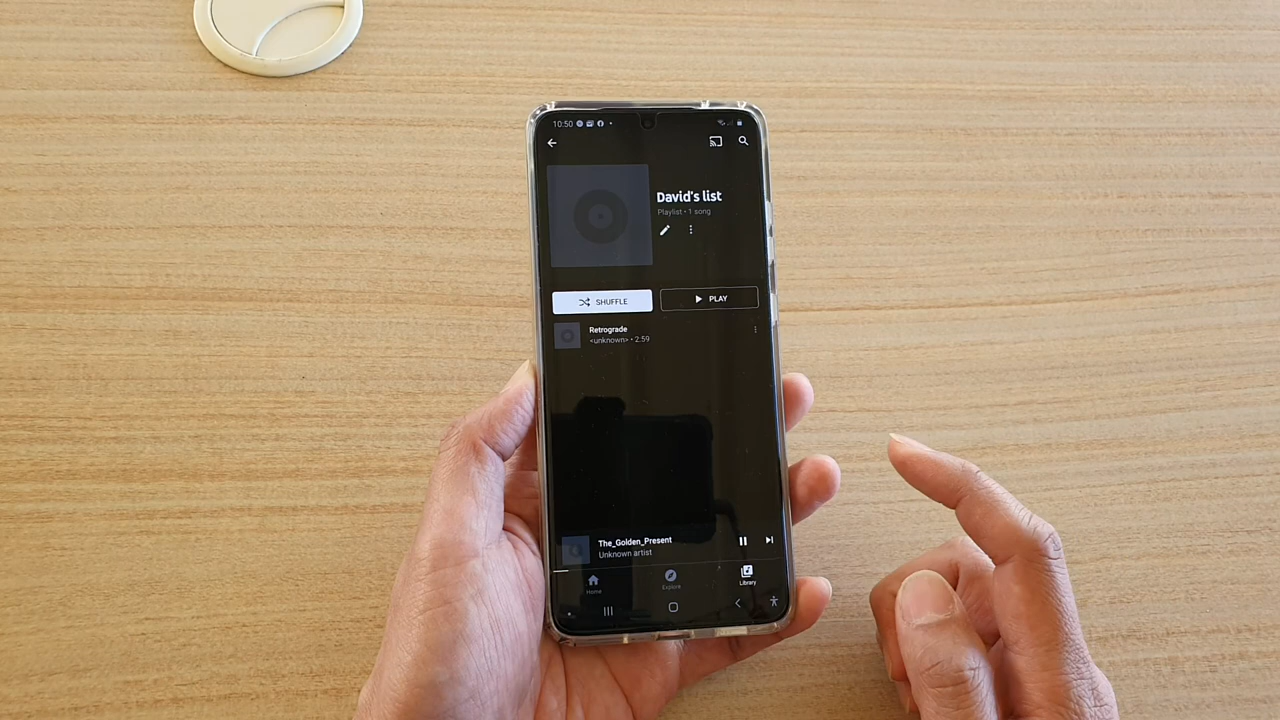 10:50
David's list
Playlist • 1 song
SHUFFLE
PLAY
Retrograde
<unknown> • 2:59
The_Golden_Present
Unknown artist
Home
Explore
Library